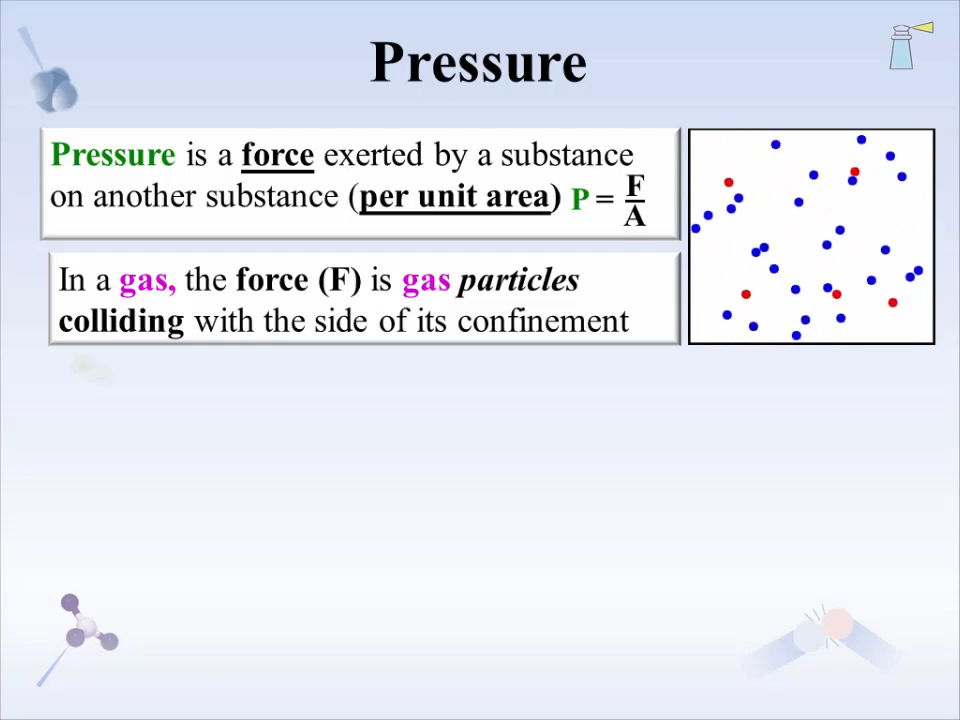 Pressure
Pressure is a force exerted by a substance
on another substance (per unit area) P = F/A
In a gas, the force (F) is gas particles
colliding with the side of its confinement